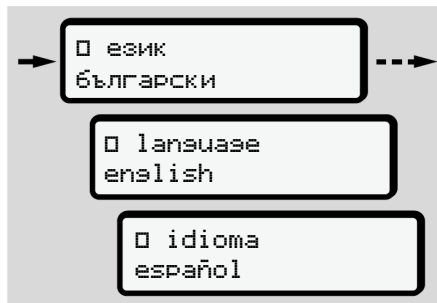 □ език
български
□ language
english
□ idioma
español